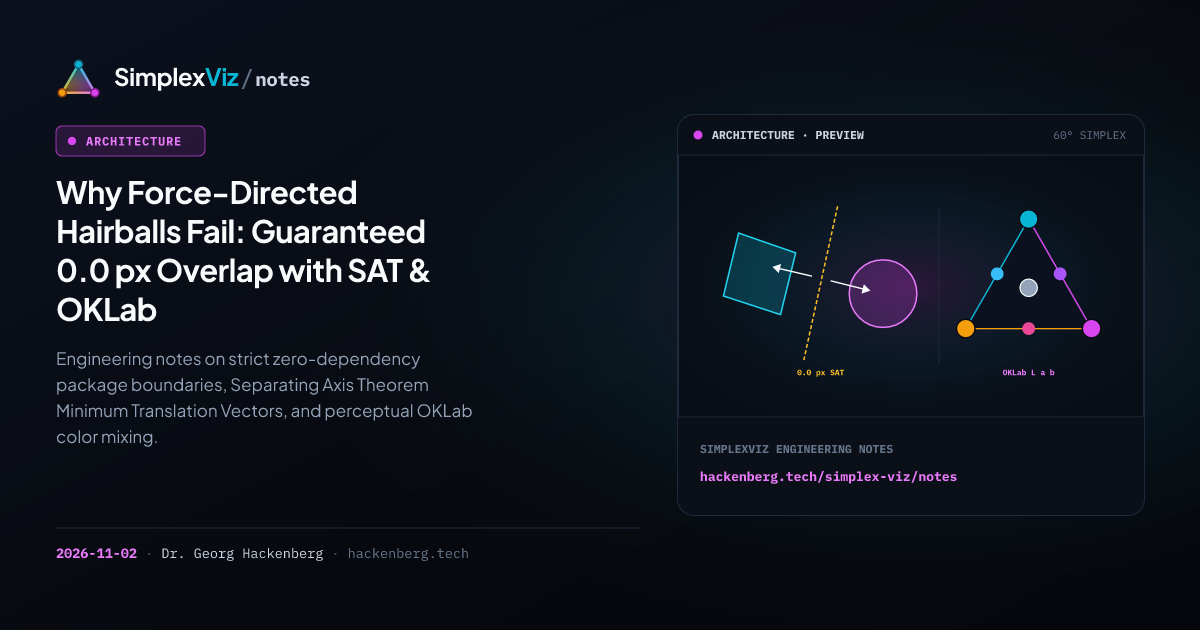 SimplexViz/notes
ARCHITECTURE
Why Force-Directed
Hairballs Fail: Guaranteed
0.0 px Overlap with SAT &
OKLab
Engineering notes on strict zero-dependency
package boundaries, Separating Axis Theorem
Minimum Translation Vectors, and perceptual OKLab
color mixing.
2026-11-02 · Dr. Georg Hackenberg · hackenberg.tech
ARCHITECTURE · PREVIEW
60° SIMPLEX
0.0 px SAT
OKLab L a b
SIMPLEXVIZ ENGINEERING NOTES
hackenberg.tech/simplex-viz/notes